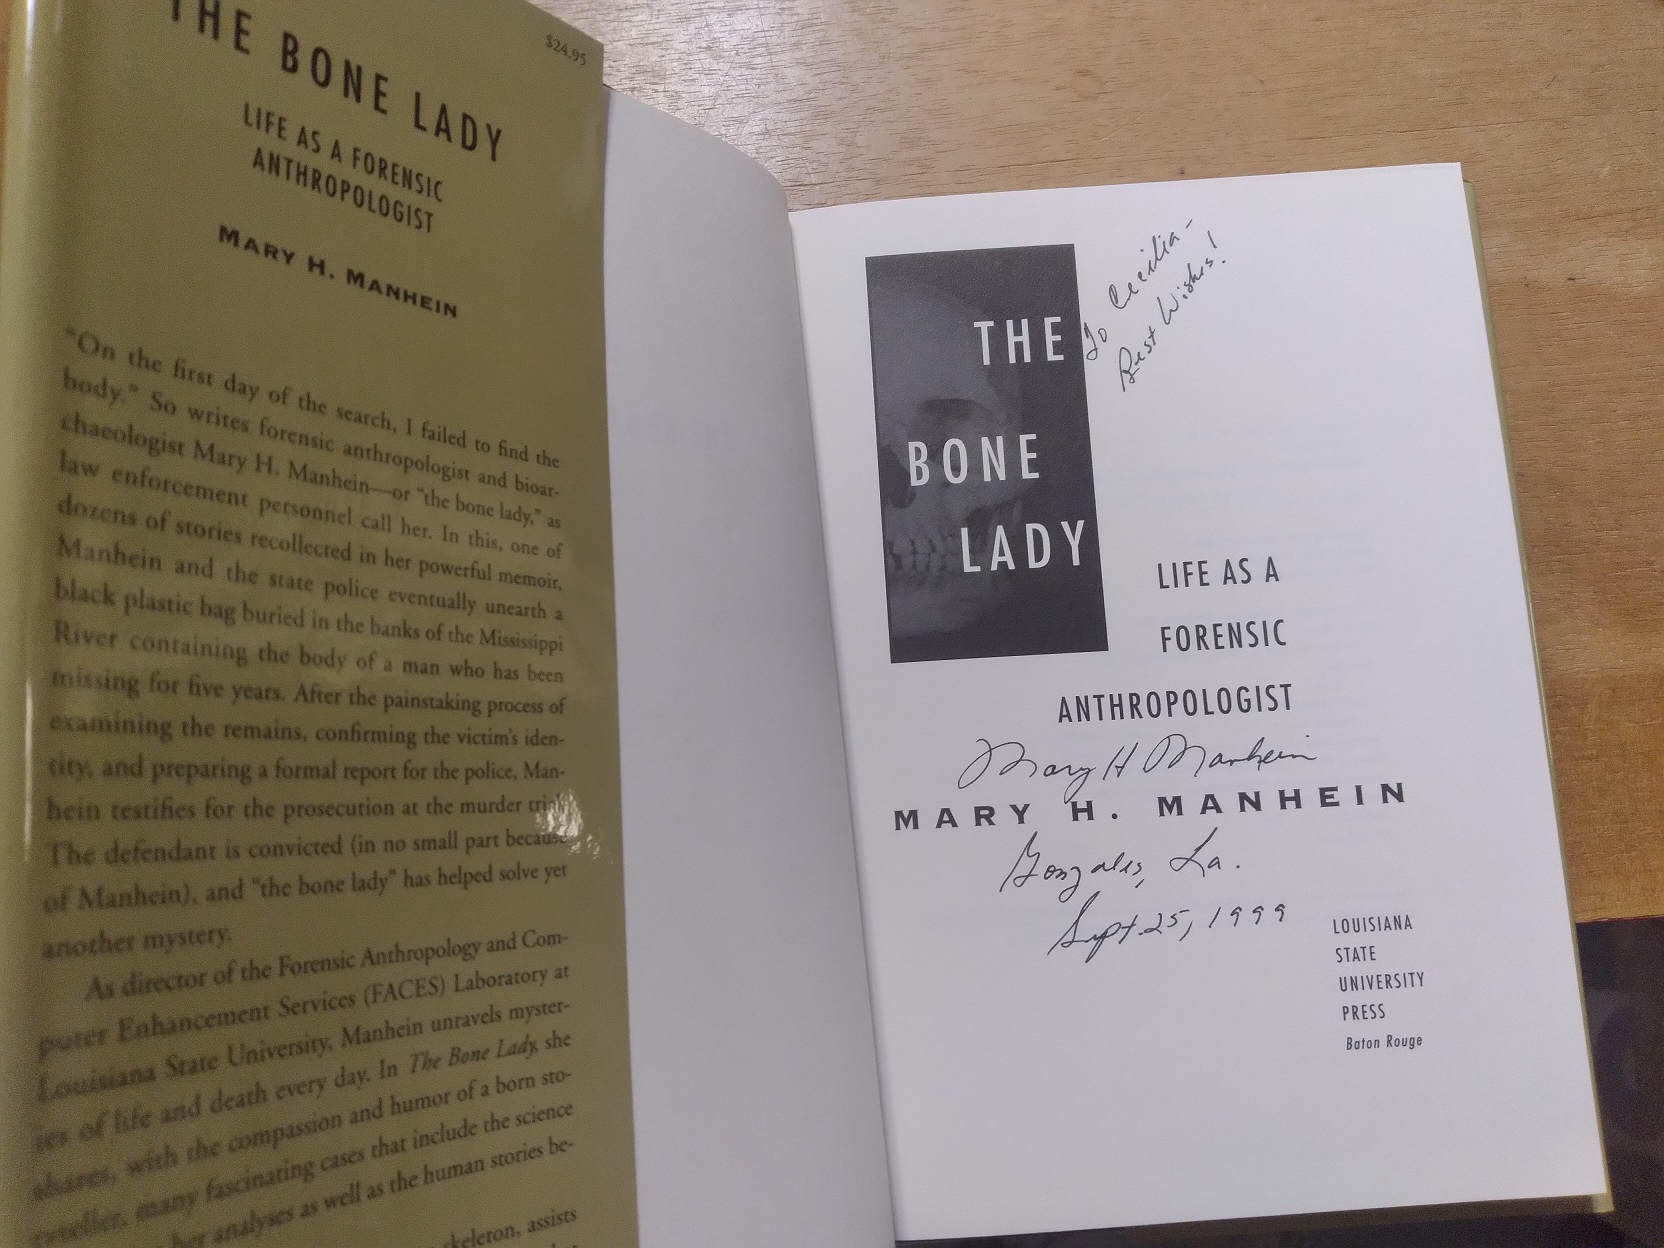 THE BONE LADY
$24.95
LIFE AS A FORENSIC
ANTHROPOLOGIST
MARY H. MANHEIN
"On the first day of the search, I failed to find the
body." So writes forensic anthropologist and bioar-
chaeologist Mary H. Manhein—or "the bone lady," as
law enforcement personnel call her. In this, one of
dozens of stories recollected in her powerful memoir,
Manhein and the state police eventually unearth a
black plastic bag buried in the banks of the Mississippi
River containing the body of a man who has been
missing for five years. After the painstaking process of
examining the remains, confirming the victim's iden-
tity, and preparing a formal report for the police, Man-
hein testifies for the prosecution at the murder trial.
The defendant is convicted (in no small part because
of Manhein), and "the bone lady" has helped solve yet
another mystery.
As director of the Forensic Anthropology and Com-
puter Enhancement Services (FACES) Laboratory at
Louisiana State University, Manhein unravels myster-
ies of life and death every day. In The Bone Lady, she
shares, with the compassion and humor of a born sto-
ryteller, many fascinating cases that include the science
her analyses as well as the human stories be-
skeleton, assists
To Cecilia-
Best Wishes!
THE
BONE
LADY
LIFE AS A
FORENSIC
ANTHROPOLOGIST
Mary H Manhein
MARY H. MANHEIN
Gonzales, La.
Sept. 25, 1999
LOUISIANA
STATE
UNIVERSITY
PRESS
Baton Rouge